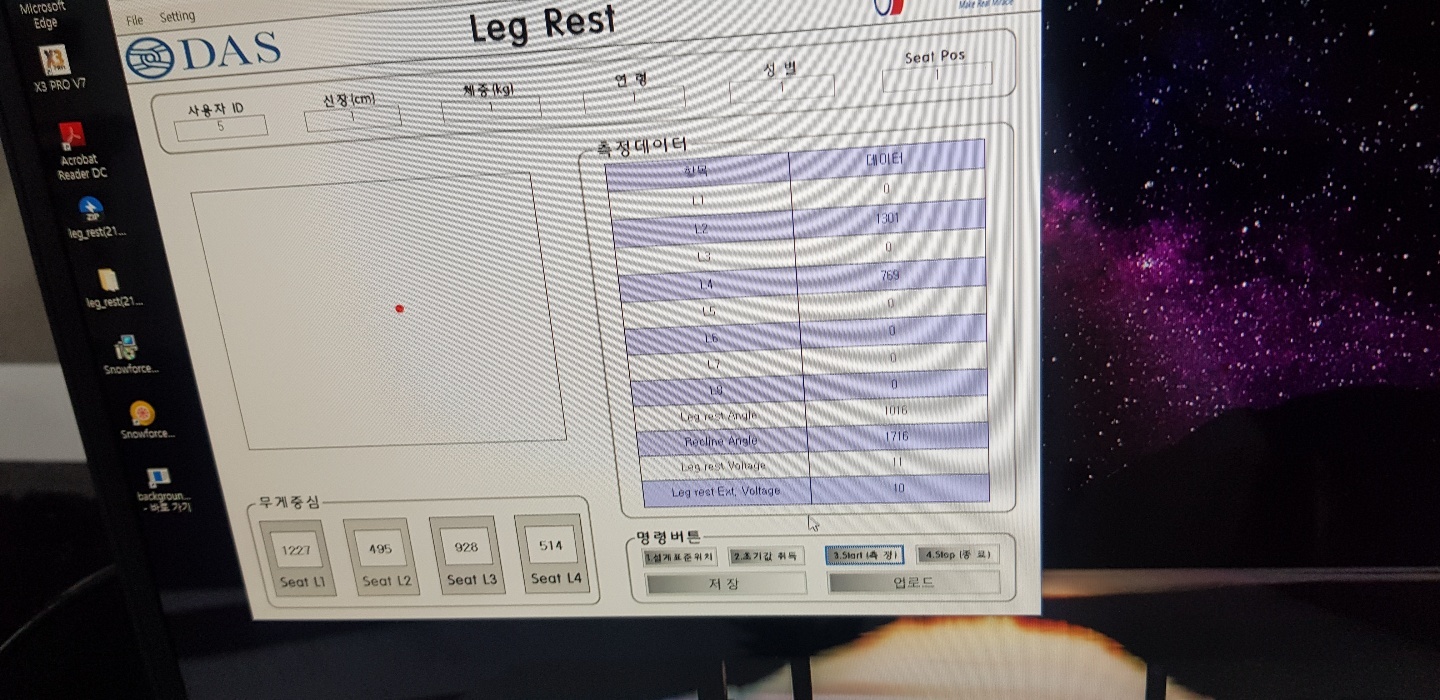 Microsoft
Edge
X3 PRO V7
Acrobat
Reader DC
ZIP
leg_rest(21...
leg_rest(21...
Snowforce...
Snowforce...
backgroun...
- 바로 가기
File Setting
Leg Rest
Make Real Miracle
DAS
사용자 ID
5
신장(cm)
1
체중(kg)
1
연 령
1
성 별
1
Seat Pos
1
측정데이터
항목 데이터
L1 0
L2 1301
L3 0
L4 769
L5 0
L6 0
L7 0
L8 0
Leg rest Angle 1016
Recline Angle 1716
Leg rest Voltage 11
Leg rest Ext. Voltage 10
무게중심
1227 495 928 514
Seat L1 Seat L2 Seat L3 Seat L4
명령버튼
1.설계표준위치 2.초기값 취득 3.Start (측 정) 4.Stop (종 료)
저 장 업로드